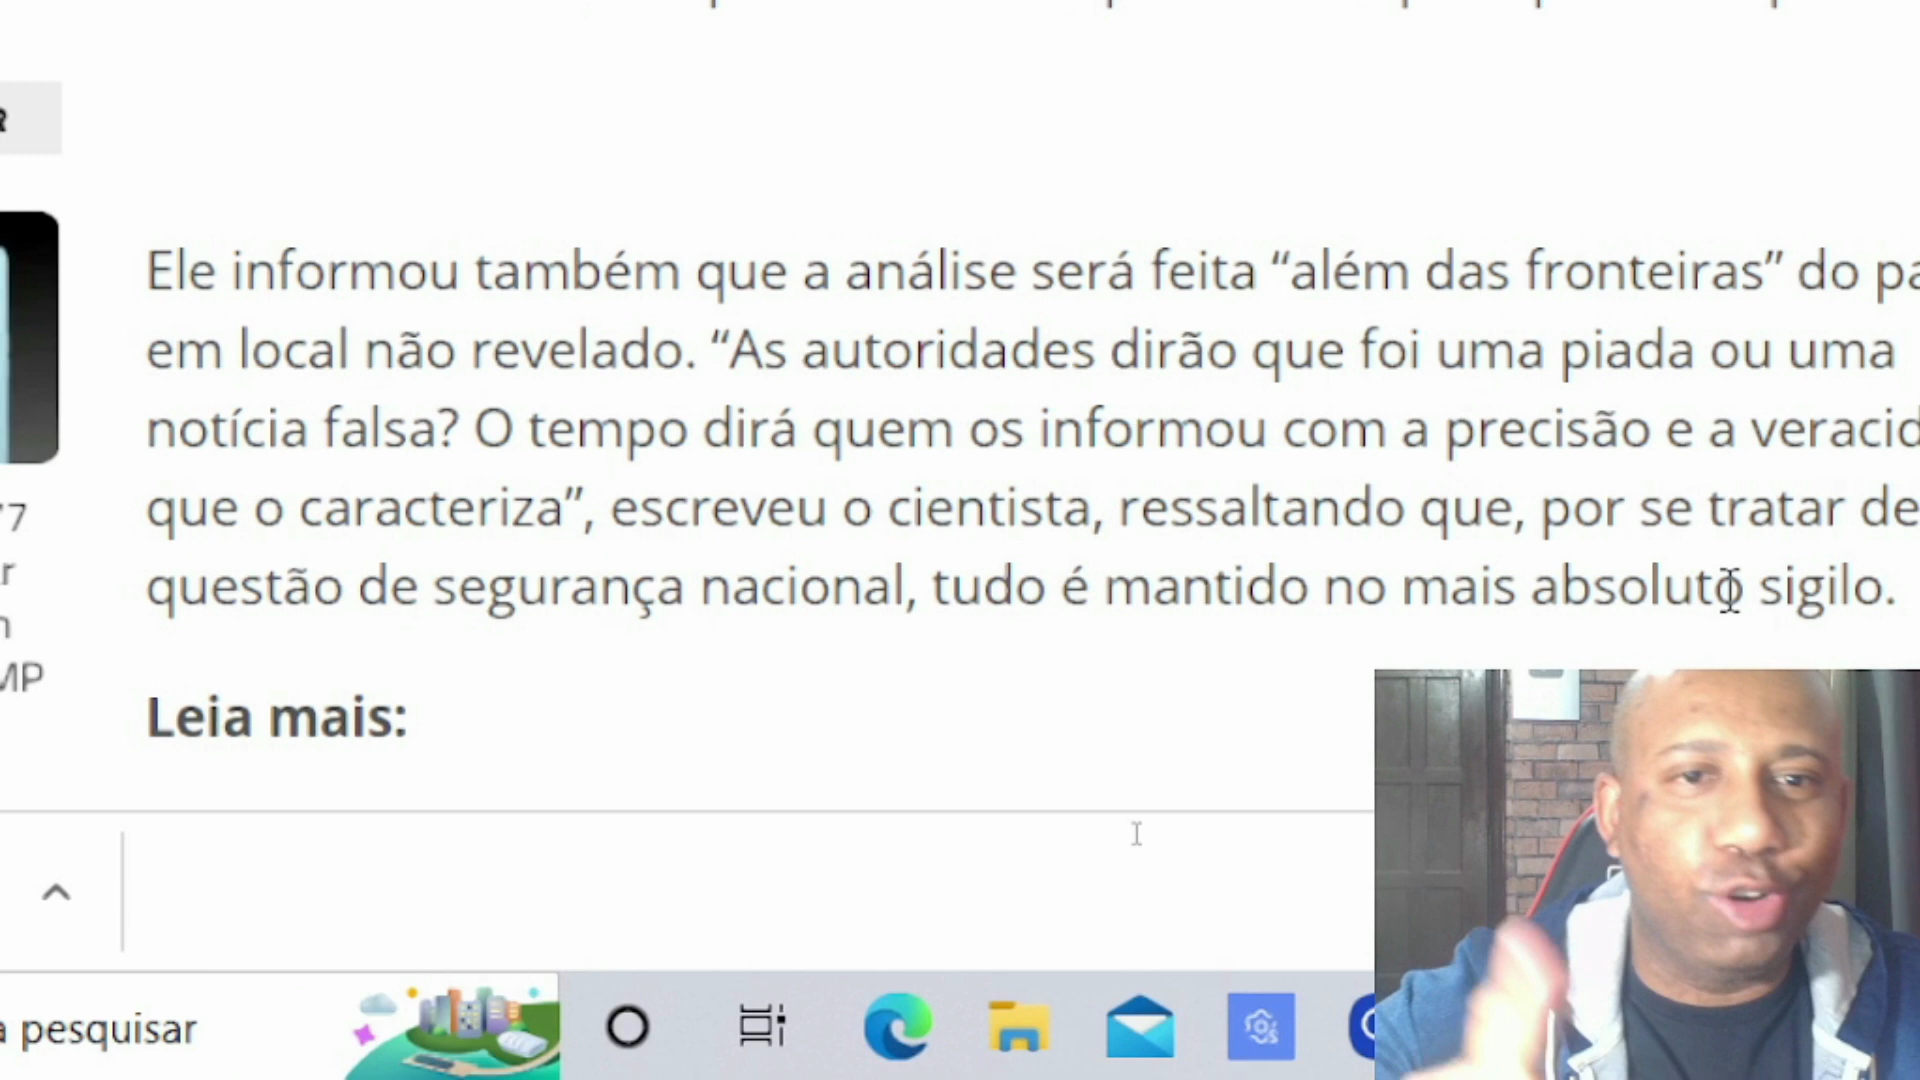 R
Ele informou também que a análise será feita “além das fronteiras” do
em local não revelado. “As autoridades dirão que foi uma piada ou uma
notícia falsa? O tempo dirá quem os informou com a precisão e a
que o caracteriza”, escreveu o cientista, ressaltando que, por se tratar de
questão de segurança nacional, tudo é mantido no mais absoluto sigilo.
7
r
MP
Leia mais:
a pesquisar